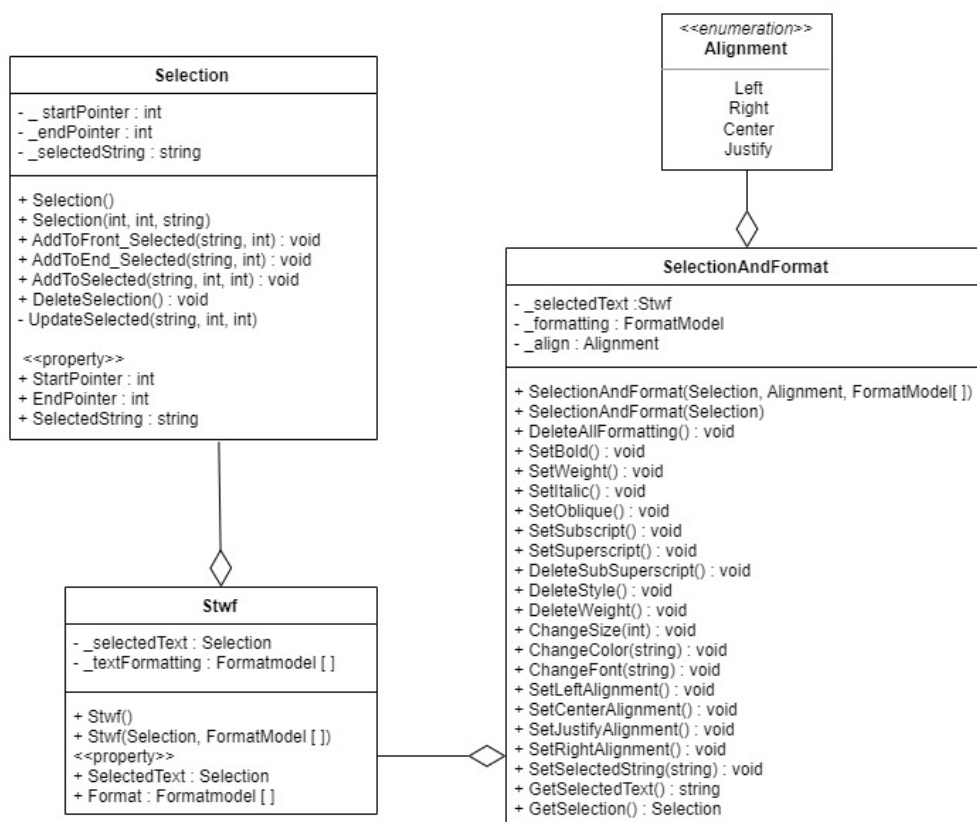 <<enumeration>>
Alignment
Left
Right
Center
Justify
Selection
- _ startPointer : int
- _endPointer : int
- _selectedString : string
+ Selection()
+ Selection(int, int, string)
+ AddToFront_Selected(string, int) : void
+ AddToEnd_Selected(string, int) : void
+ AddToSelected(string, int, int) : void
+ DeleteSelection() : void
- UpdateSelected(string, int, int)
<<property>>
+ StartPointer : int
+ EndPointer : int
+ SelectedString : string
SelectionAndFormat
- _selectedText :Stwf
- _formatting : FormatModel
- _align : Alignment
+ SelectionAndFormat(Selection, Alignment, FormatModel[ ])
+ SelectionAndFormat(Selection)
+ DeleteAllFormatting() : void
+ SetBold() : void
+ SetWeight() : void
+ SetItalic() : void
+ SetOblique() : void
+ SetSubscript() : void
+ SetSuperscript() : void
+ DeleteSubSuperscript() : void
+ DeleteStyle() : void
+ DeleteWeight() : void
+ ChangeSize(int) : void
+ ChangeColor(string) : void
+ ChangeFont(string) : void
+ SetLeftAlignment() : void
+ SetCenterAlignment() : void
+ SetJustifyAlignment() : void
+ SetRightAlignment() : void
+ SetSelectedString(string) : void
+ GetSelectedText() : string
+ GetSelection() : Selection
Stwf
- _selectedText : Selection
- _textFormatting : Formatmodel [ ]
+ Stwf()
+ Stwf(Selection, FormatModel [ ])
<<property>>
+ SelectedText : Selection
+ Format : Formatmodel [ ]